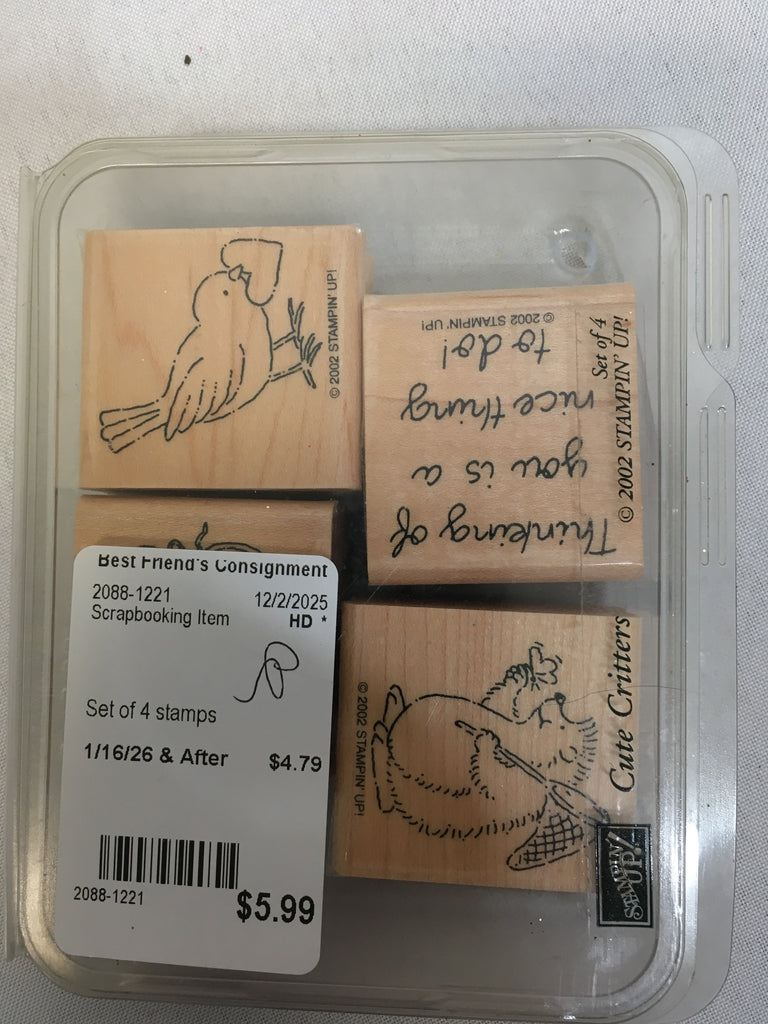 © 2002 STAMPIN' UP!
Thinking of
you is a
nice thing
to do!
© 2002 STAMPIN' UP!
Set of 4
© 2002 STAMPIN' UP!
Best Friend's Consignment
2088-1221 12/2/2025
Scrapbooking Item HD *
Set of 4 stamps
1/16/26 & After $4.79
2088-1221
$5.99
© 2002 STAMPIN' UP!
Cute Critters
STAMPIN' UP!